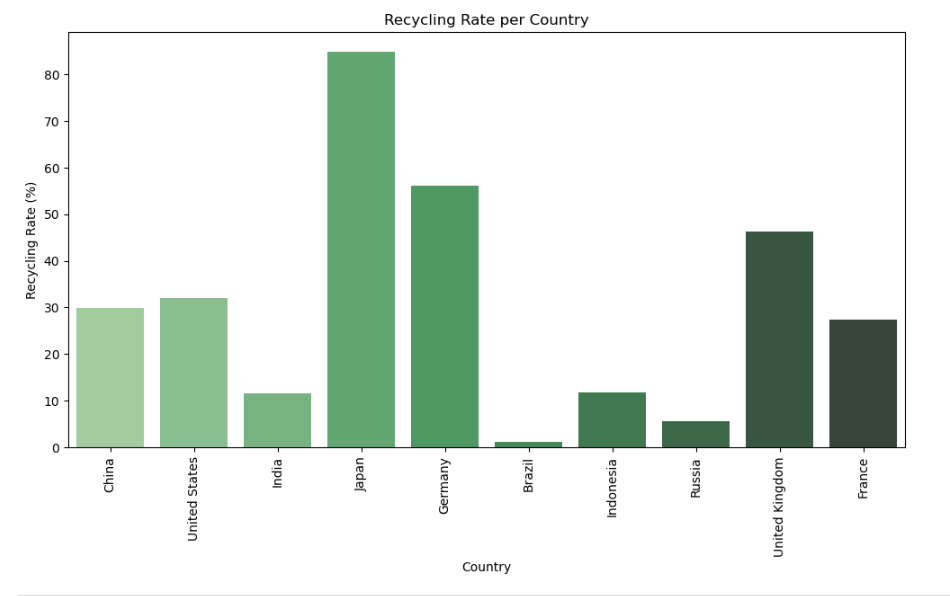 Recycling Rate per Country
Recycling Rate (%)
80
70
60
50
40
30
20
10
0
China
United States
India
Japan
Germany
Brazil
Indonesia
Russia
United Kingdom
France
Country